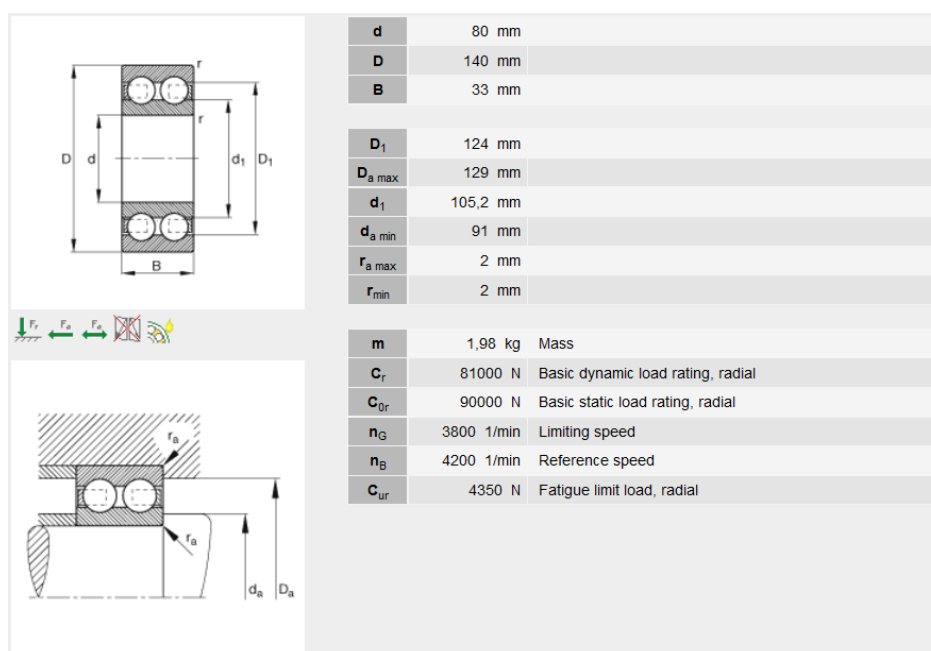 r
r
D
d
d1
D1
B
Fr
Fa
Fa
ra
ra
da
Da
d 80 mm
D 140 mm
B 33 mm
D1 124 mm
Da max 129 mm
d1 105,2 mm
da min 91 mm
ra max 2 mm
rmin 2 mm
m 1,98 kg Mass
Cr 81000 N Basic dynamic load rating, radial
C0r 90000 N Basic static load rating, radial
nG 3800 1/min Limiting speed
nB 4200 1/min Reference speed
Cur 4350 N Fatigue limit load, radial